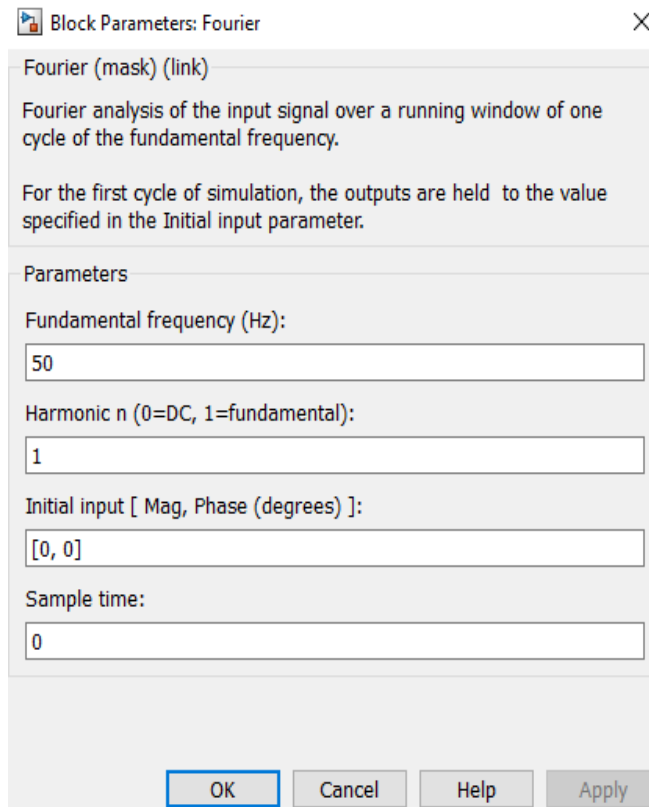 Block Parameters: Fourier
Fourier (mask) (link)
Fourier analysis of the input signal over a running window of one
cycle of the fundamental frequency.
For the first cycle of simulation, the outputs are held  to the value
specified in the Initial input parameter.
Parameters
Fundamental frequency (Hz):
50
Harmonic n (0=DC, 1=fundamental):
1
Initial input [ Mag, Phase (degrees) ]:
[0, 0]
Sample time:
0
OK Cancel Help Apply